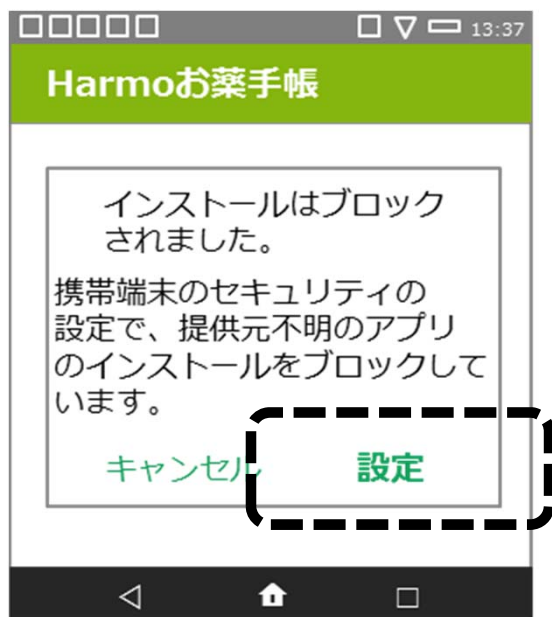 13:37
Harmoお薬手帳
インストールはブロック
されました。
携帯端末のセキュリティの
設定で、提供元不明のアプリ
のインストールをブロックして
います。
キャンセル 設定